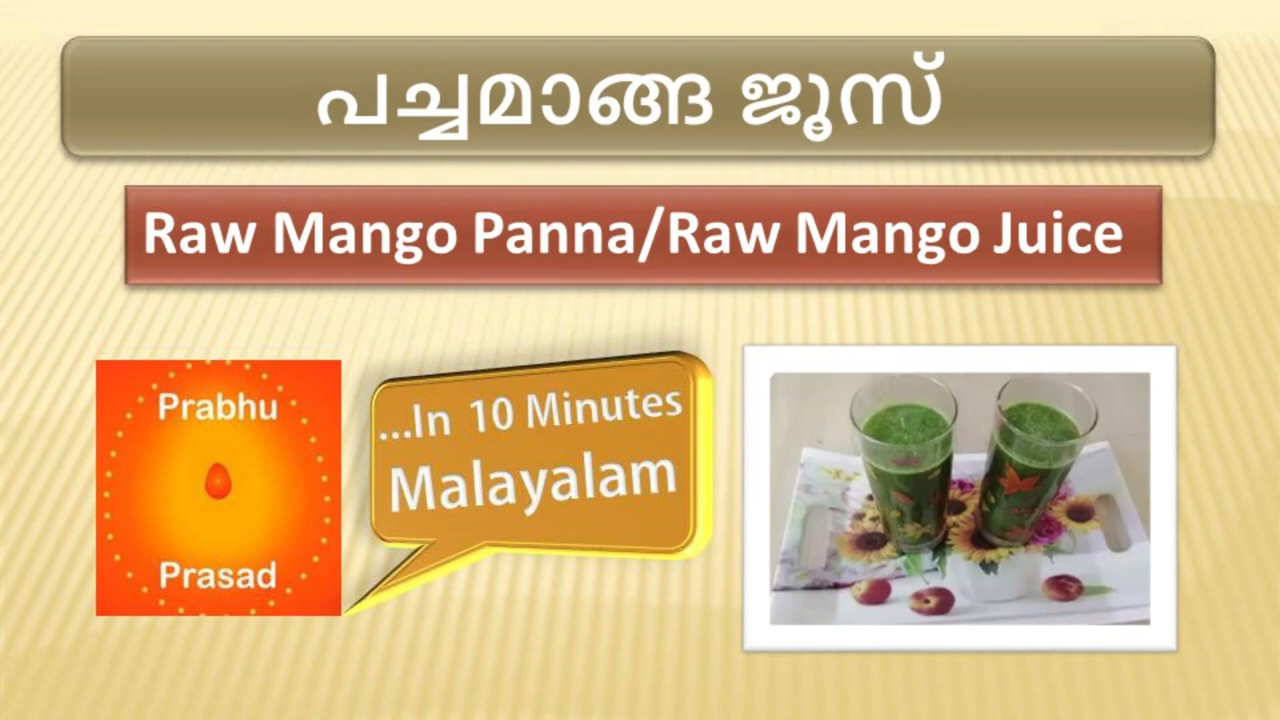 പച്ചമാങ്ങ ജൂസ്
Raw Mango Panna/Raw Mango Juice
Prabhu
Prasad
...In 10 Minutes
Malayalam